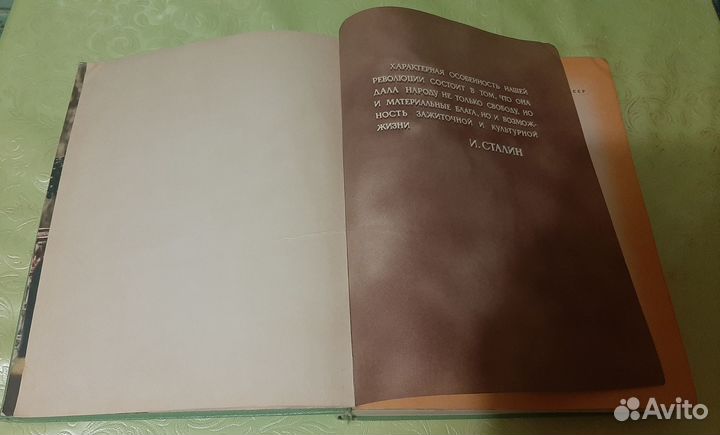 ХАРАКТЕРНАЯ ОСОБЕННОСТЬ НАШЕЙ
РЕВОЛЮЦИИ СОСТОИТ В ТОМ, ЧТО ОНА
ДАЛА НАРОДУ НЕ ТОЛЬКО СВОБОДУ, НО
И МАТЕРИАЛЬНЫЕ БЛАГА, НО И ВОЗМОЖ-
НОСТЬ ЗАЖИТОЧНОЙ И КУЛЬТУРНОЙ
ЖИЗНИ
И. СТАЛИН
ССР
Avito